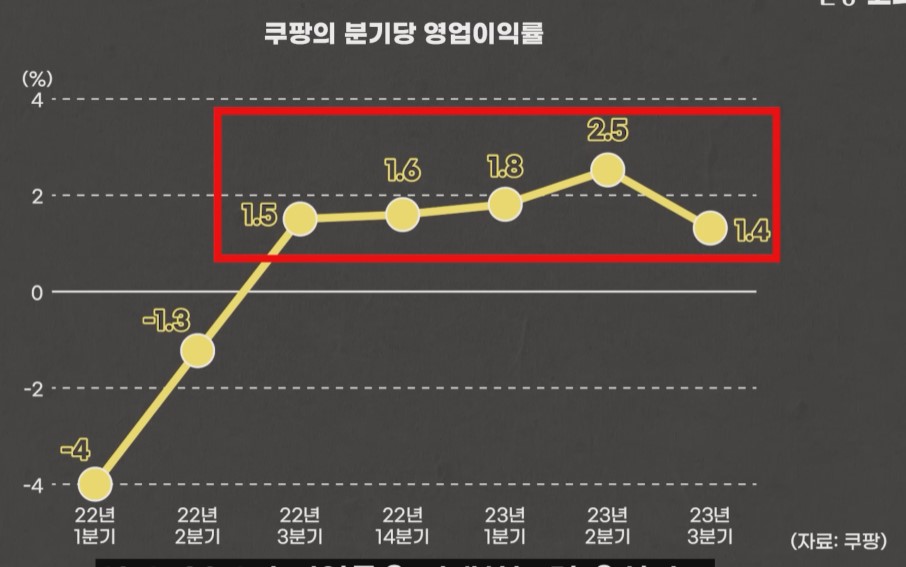 쿠팡의 분기당 영업이익률
(%)
4
2
0
-2
-4
-4
-1.3
1.5
1.6
1.8
2.5
1.4
22년
1분기
22년
2분기
22년
3분기
22년
14분기
23년
1분기
23년
2분기
23년
3분기
(자료: 쿠팡)